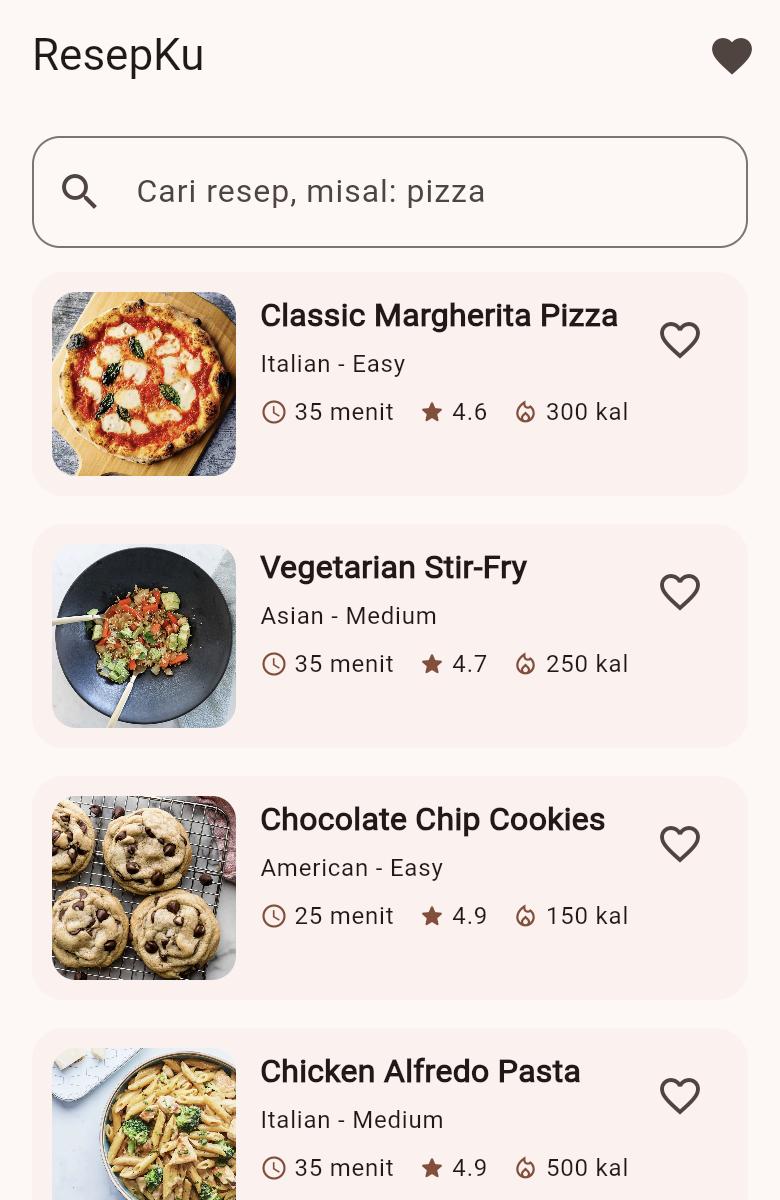 ResepKu
Cari resep, misal: pizza
Classic Margherita Pizza
Italian - Easy
35 menit 4.6 300 kal
Vegetarian Stir-Fry
Asian - Medium
35 menit 4.7 250 kal
Chocolate Chip Cookies
American - Easy
25 menit 4.9 150 kal
Chicken Alfredo Pasta
Italian - Medium
35 menit 4.9 500 kal